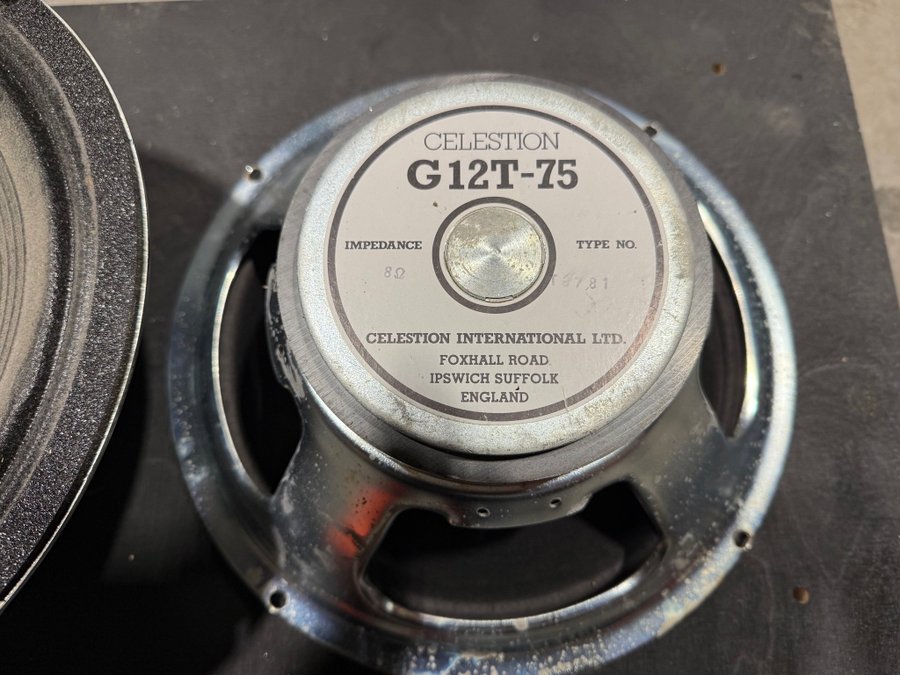 CELESTION
G12T-75
IMPEDANCE
TYPE NO.
8Ω
CELESTION INTERNATIONAL LTD.
FOXHALL ROAD
IPSWICH SUFFOLK
ENGLAND